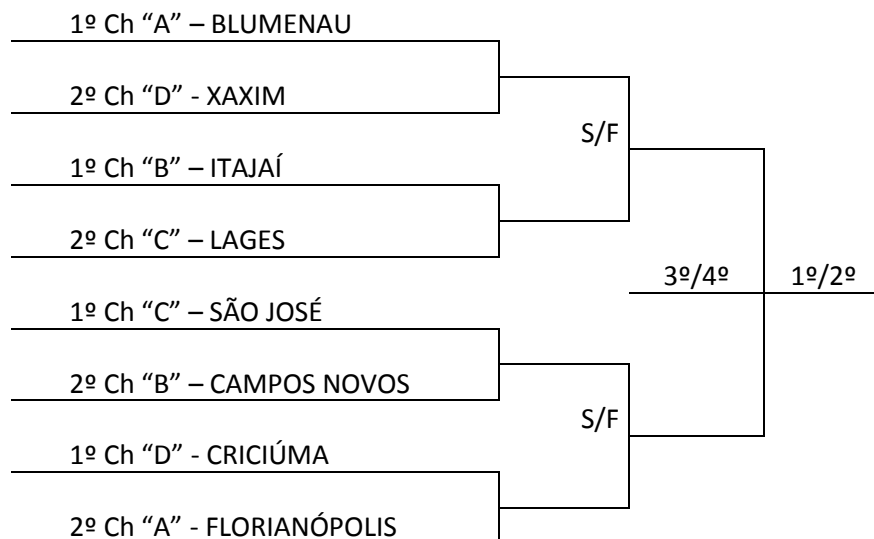 1º Ch “A” – BLUMENAU
2º Ch “D” - XAXIM
S/F
1º Ch “B” – ITAJAÍ
2º Ch “C” – LAGES
3º/4º 1º/2º
1º Ch “C” – SÃO JOSÉ
2º Ch “B” – CAMPOS NOVOS
S/F
1º Ch “D” - CRICIÚMA
2º Ch “A” - FLORIANÓPOLIS